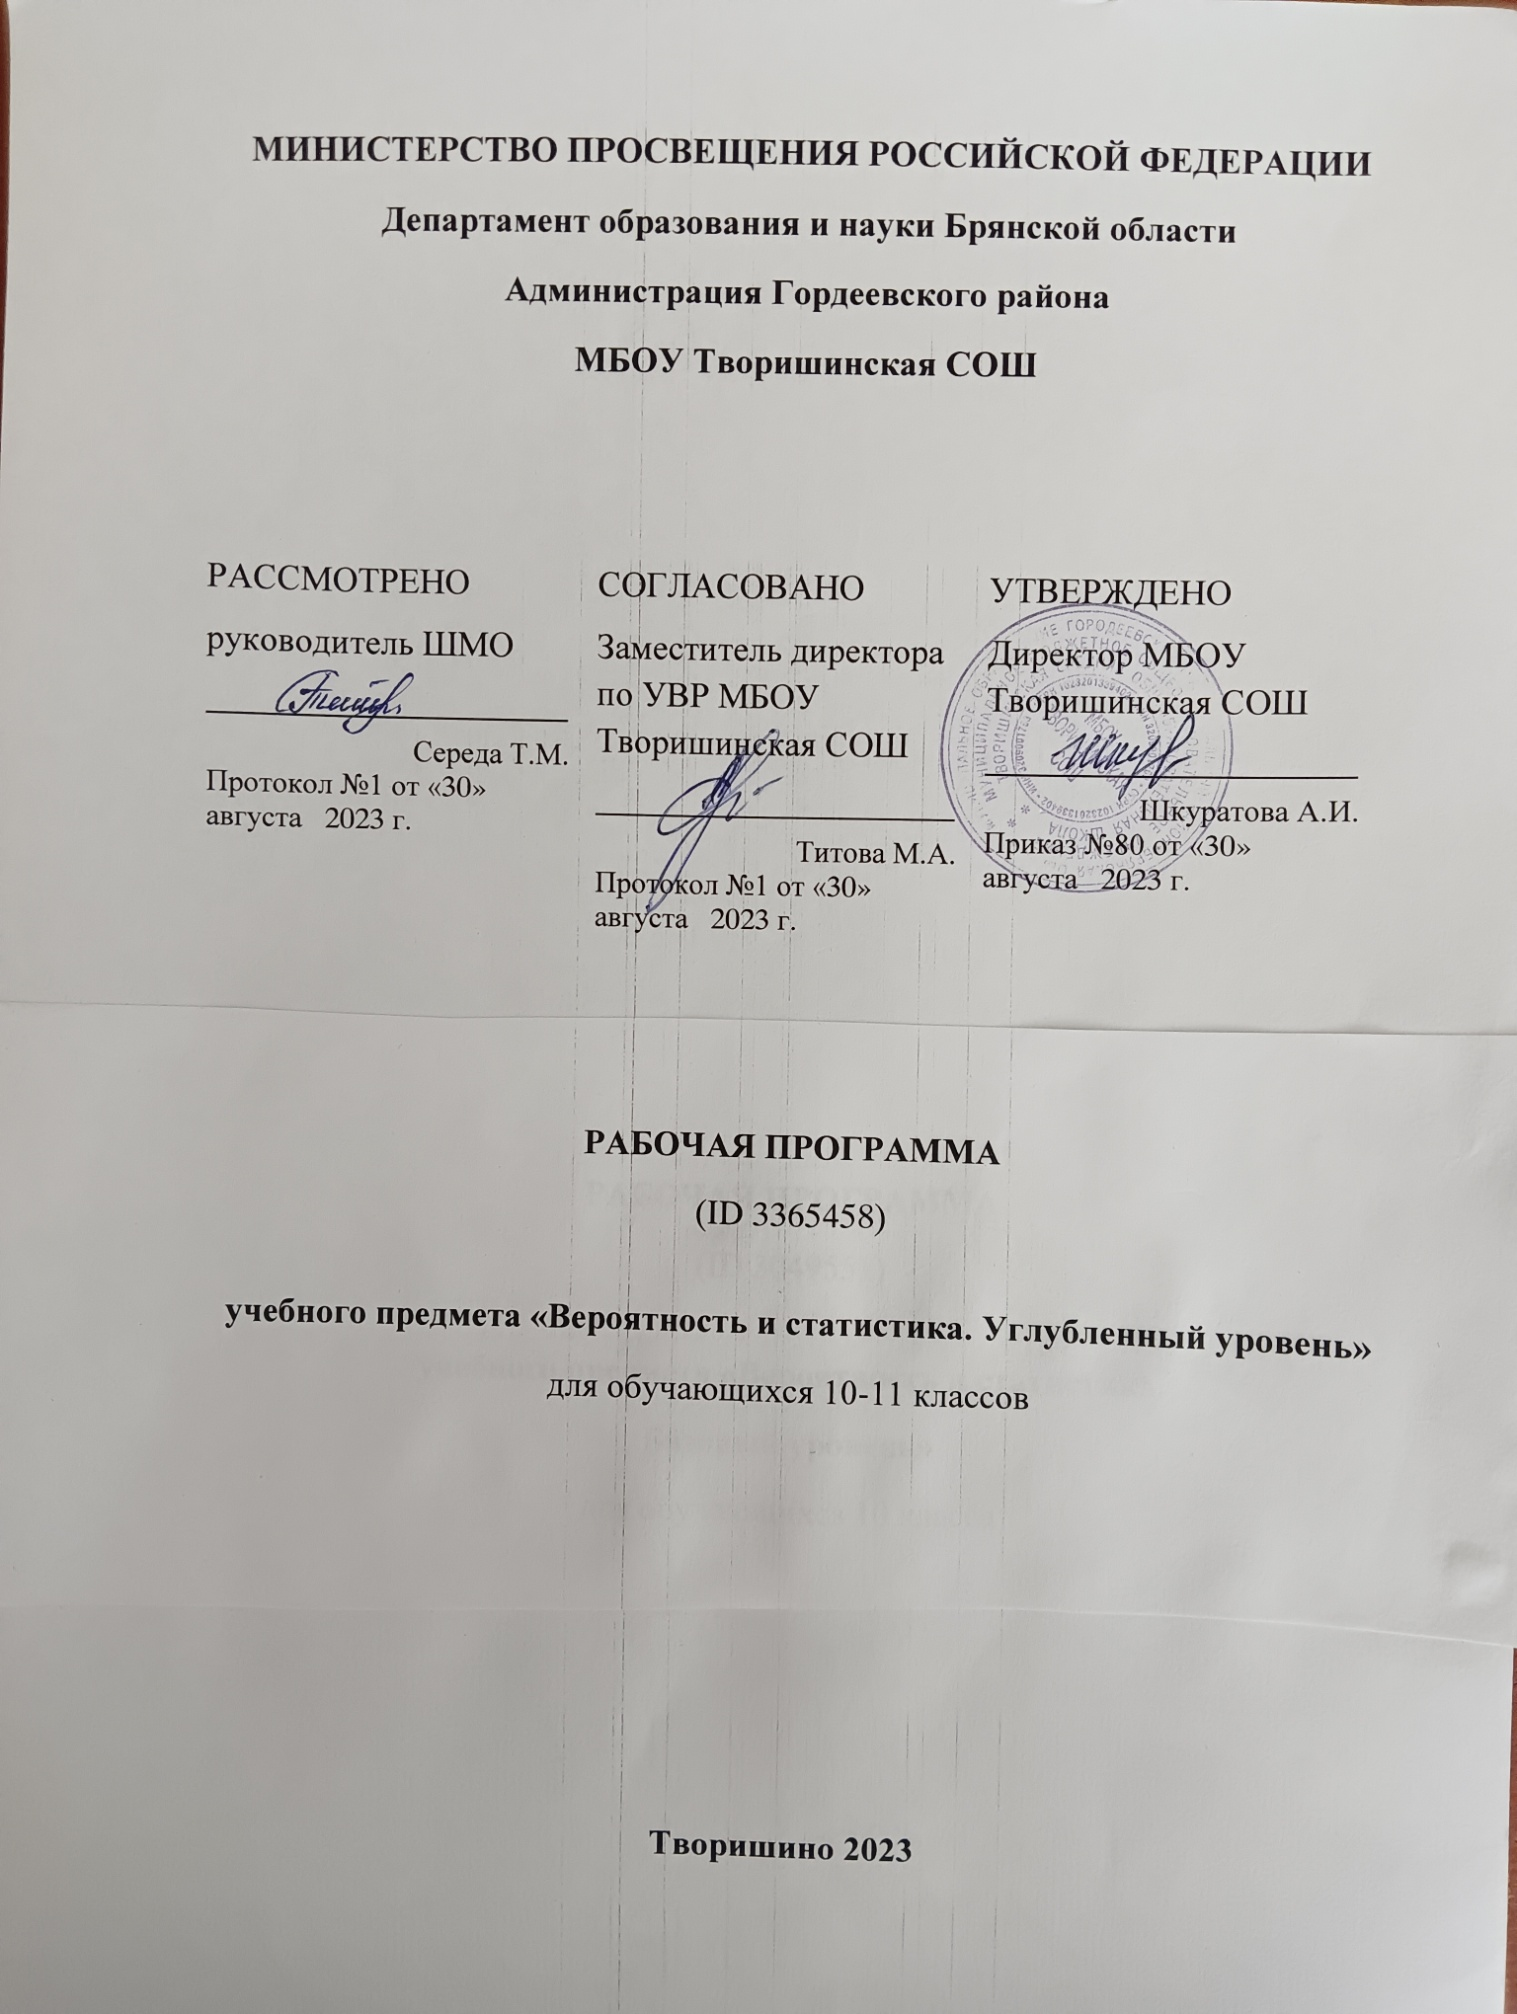 МИНИСТЕРСТВО ПРОСВЕЩЕНИЯ РОССИЙСКОЙ ФЕДЕРАЦИИ
Департамент образования и науки Брянской области
Администрация Гордеевского района
МБОУ Творишинская СОШ
РАССМОТРЕНО
руководитель ШМО
Середа Т.М.
Протокол №1 от «30»
августа 2023 г.
СОГЛАСОВАНО
Заместитель директора
по УВР МБОУ
Творишинская СОШ
Титова М.А.
Протокол №1 от «30»
августа 2023 г.
УТВЕРЖДЕНО
Директор МБОУ
Творишинская СОШ
Шкуратова А.И.
Приказ №80 от «30»
августа 2023 г.
РАБОЧАЯ ПРОГРАММА
(ID 3365458)
учебного предмета «Вероятность и статистика. Углубленный уровень»
для обучающихся 10-11 классов
Творишино 2023